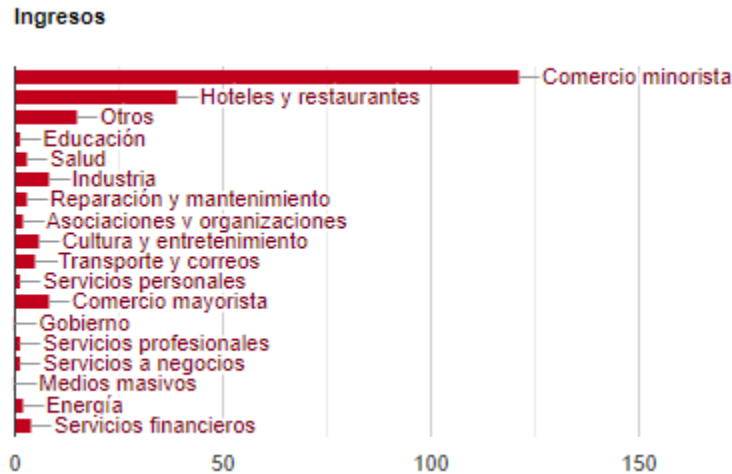 Ingresos
Comercio minorista
Hoteles y restaurantes
Otros
Educación
Salud
Industria
Reparación y mantenimiento
Asociaciones y organizaciones
Cultura y entretenimiento
Transporte y correos
Servicios personales
Comercio mayorista
Gobierno
Servicios profesionales
Servicios a negocios
Medios masivos
Energía
Servicios financieros
0 50 100 150